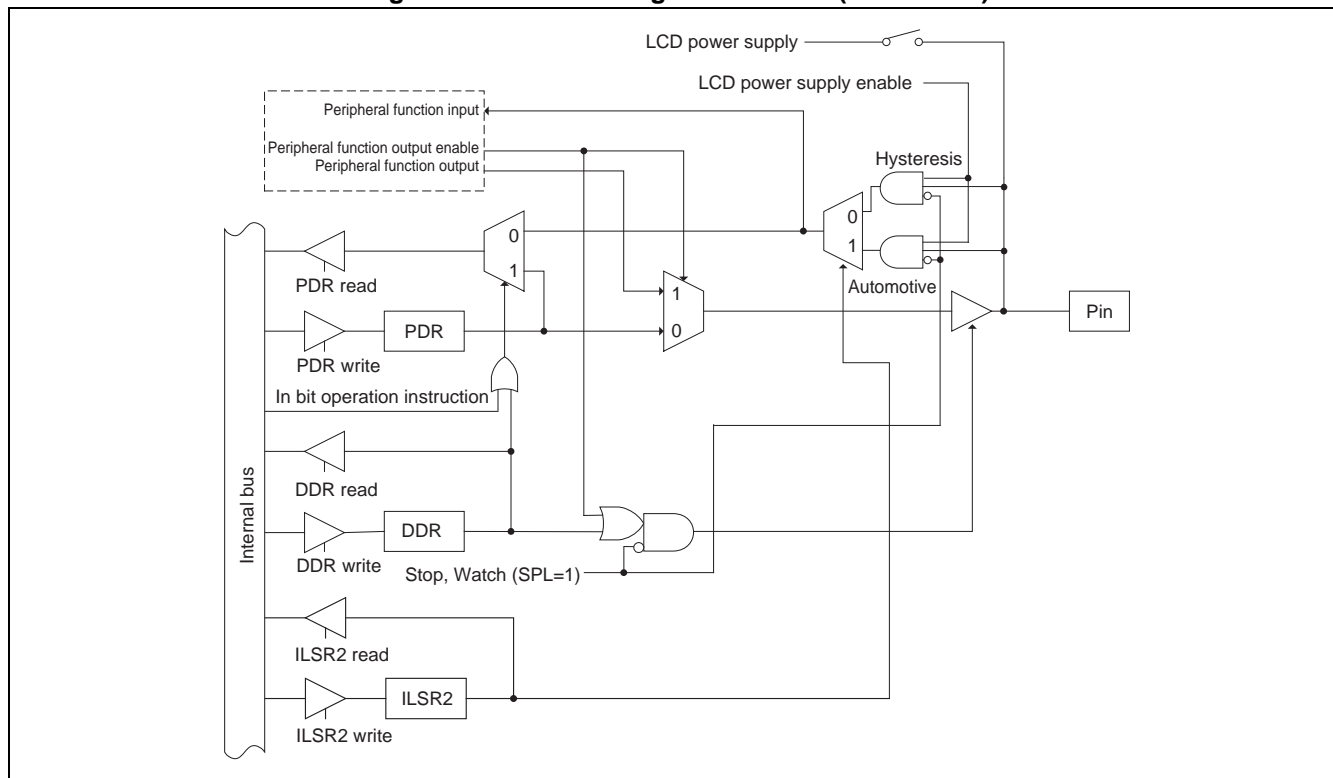 LCD power supply
LCD power supply enable
Peripheral function input
Peripheral function output enable
Peripheral function output
Hysteresis
0
1
Automotive
0
1
PDR read
1
0
PDR
PDR write
Pin
In bit operation instruction
Internal bus
DDR read
DDR
DDR write
Stop, Watch (SPL=1)
ILSR2 read
ILSR2
ILSR2 write